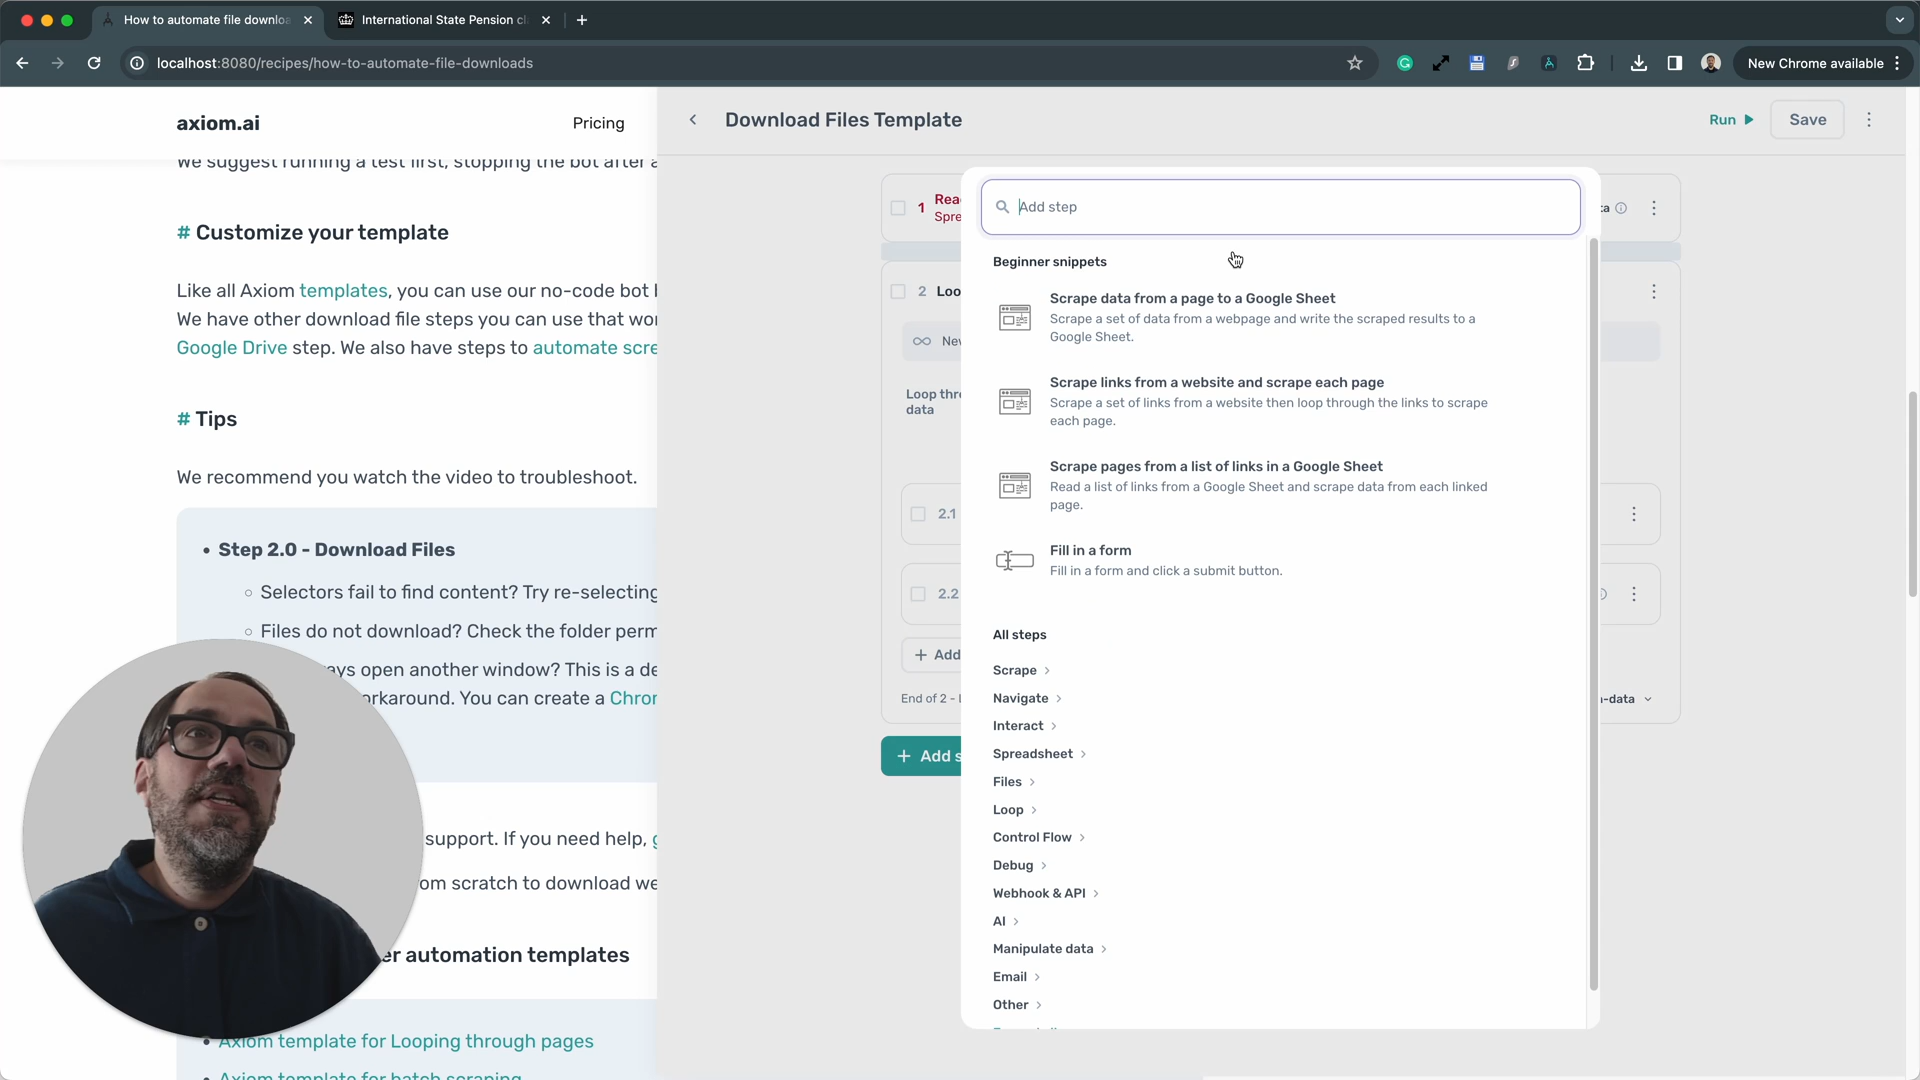 How to automate file downloa
International State Pension cl
localhost:8080/recipes/how-to-automate-file-downloads
New Chrome available
axiom.ai
Pricing
We suggest running a test first, stopping the bot after a
# Customize your template
Like all Axiom templates, you can use our no-code bot
We have other download file steps you can use that wo
Google Drive step. We also have steps to automate scre
# Tips
We recommend you watch the video to troubleshoot.
Step 2.0 - Download Files
Selectors fail to find content? Try re-selecting
Files do not download? Check the folder perm
ays open another window? This is a de
orkaround. You can create a Chror
support. If you need help,
om scratch to download we
er automation templates
Axiom template for Looping through pages
Axiom template for batch scraping
Download Files Template
Run
Save
1 Rea
Spre
ta
2 Loo
Nev
Loop thr
data
2.1
2.2
+ Add
End of 2 -
-data
+ Add s
Add step
Beginner snippets
Scrape data from a page to a Google Sheet
Scrape a set of data from a webpage and write the scraped results to a
Google Sheet.
Scrape links from a website and scrape each page
Scrape a set of links from a website then loop through the links to scrape
each page.
Scrape pages from a list of links in a Google Sheet
Read a list of links from a Google Sheet and scrape data from each linked
page.
Fill in a form
Fill in a form and click a submit button.
All steps
Scrape
Navigate
Interact
Spreadsheet
Files
Loop
Control Flow
Debug
Webhook & API
AI
Manipulate data
Email
Other